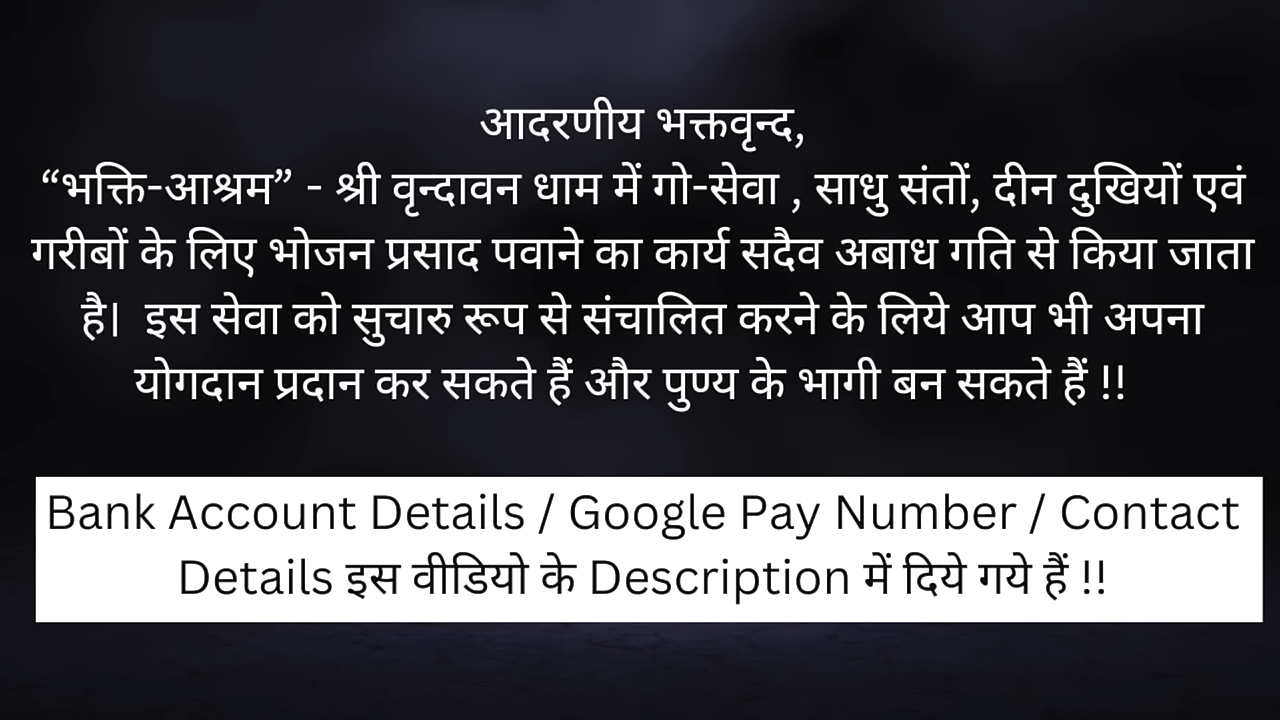 आदरणीय भक्तवृन्द,
“भक्ति-आश्रम” - श्री वृन्दावन धाम में गो-सेवा , साधु संतों, दीन दुखियों एवं
गरीबों के लिए भोजन प्रसाद पवाने का कार्य सदैव अबाध गति से किया जाता
है। इस सेवा को सुचारु रूप से संचालित करने के लिये आप भी अपना
योगदान प्रदान कर सकते हैं और पुण्य के भागी बन सकते हैं !!
Bank Account Details / Google Pay Number / Contact
Details इस वीडियो के Description में दिये गये हैं !!